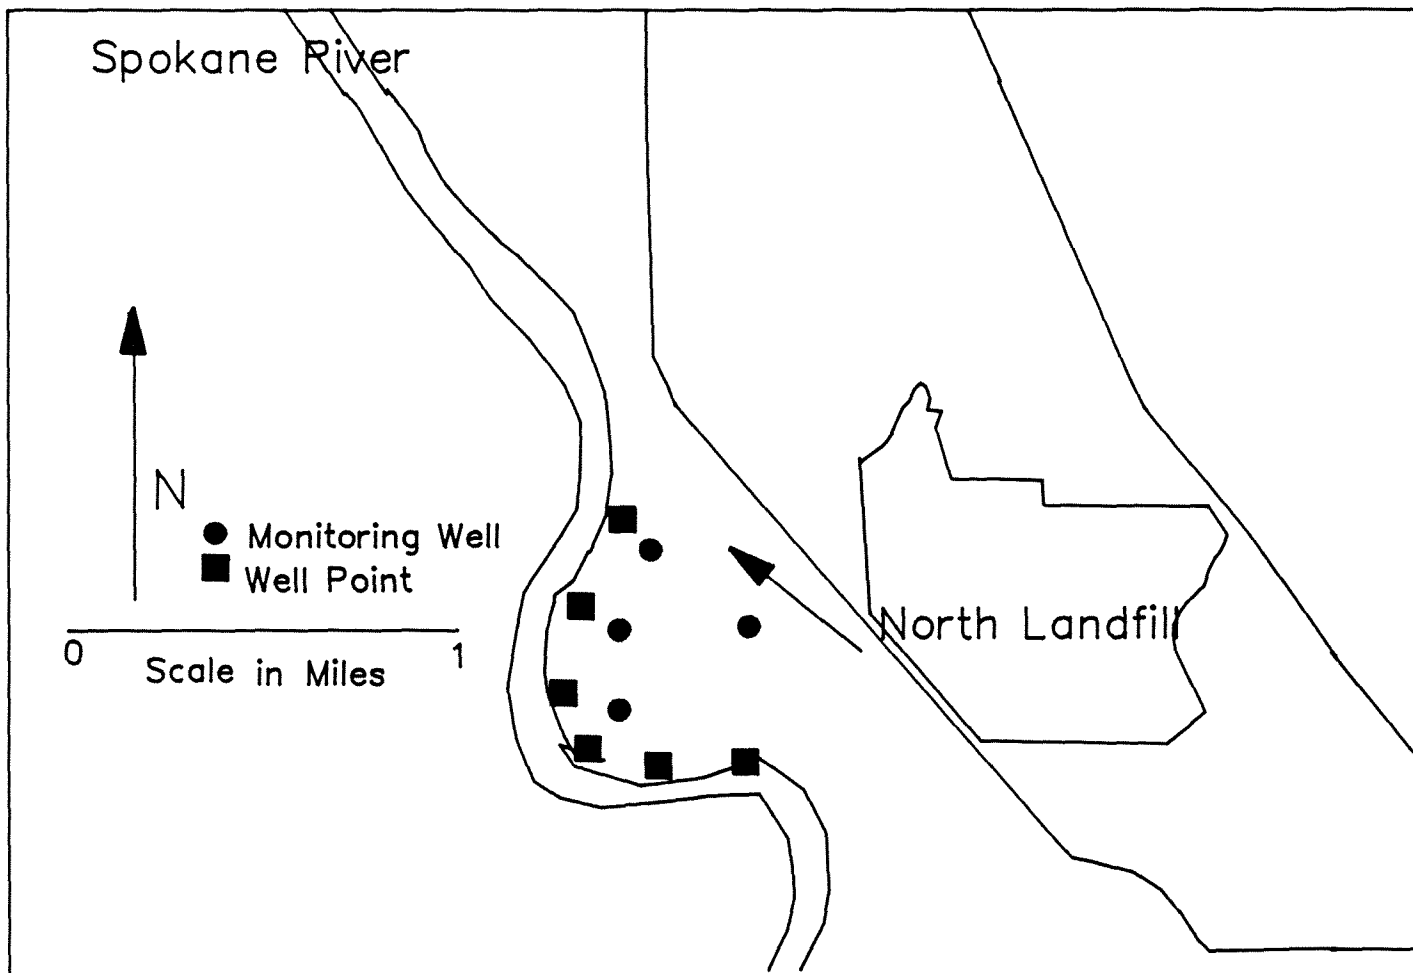 Spokane River
N
Monitoring Well
Well Point
North Landfill
0 1
Scale in Miles